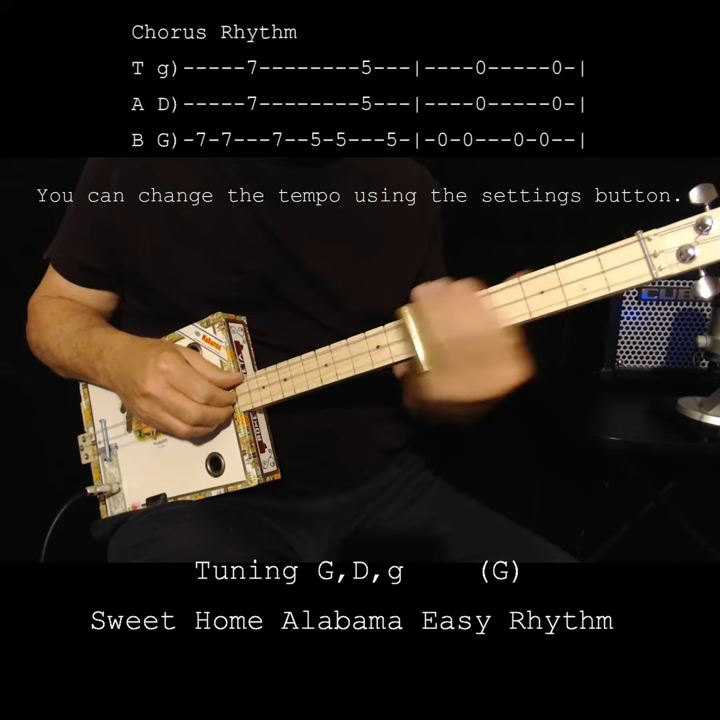 Chorus Rhythm
T g)-----7--------5---|----0-----0-|
A D)-----7--------5---|----0-----0-|
B G)-7-7---7--5-5---5-|-0-0---0-0--|
You can change the tempo using the settings button.
CUBE
Tuning G,D,g (G)
Sweet Home Alabama Easy Rhythm